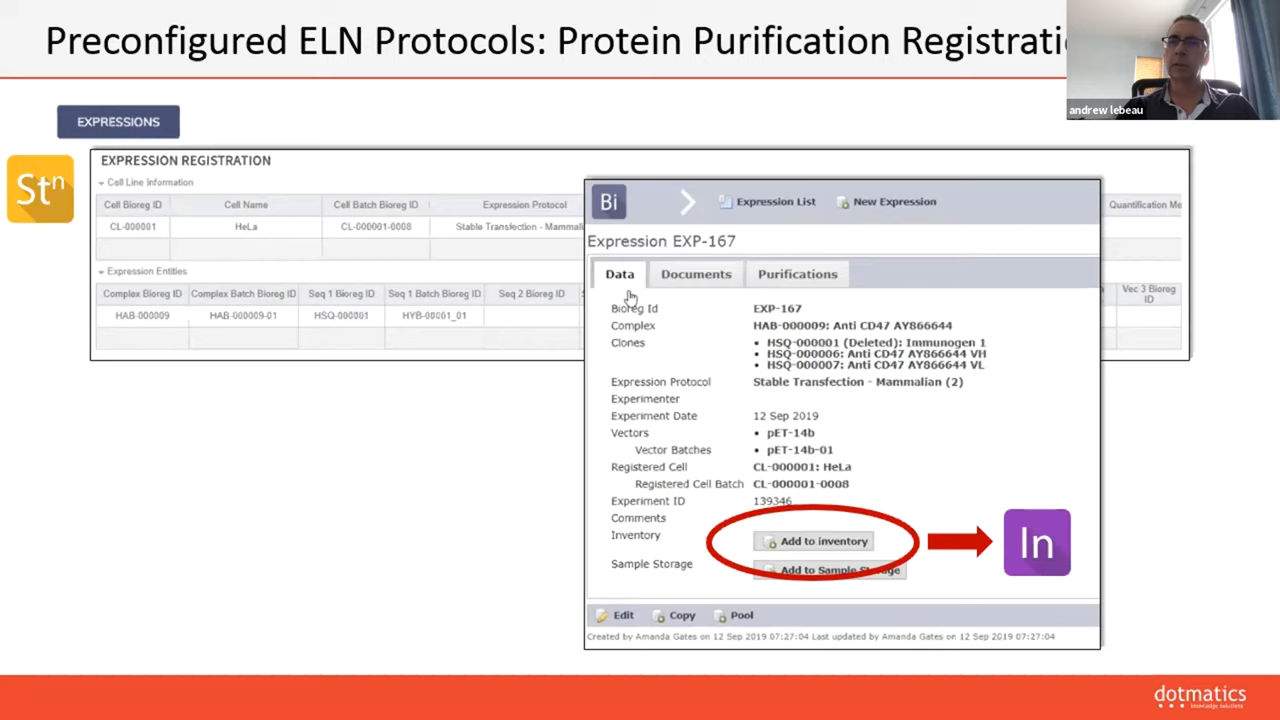 Preconfigured ELN Protocols: Protein Purification Registrati
andrew lebeau
EXPRESSIONS
Stn
EXPRESSION REGISTRATION
Cell Line Information
Cell Bioreg ID Cell Name Cell Batch Bioreg ID Expression Protocol Quantification Me
CL-000001 HeLa CL-000001-0008 Stable Transfection - Mammalia
Expression Entities
Complex Bioreg ID Complex Batch Bioreg ID Seq 1 Bioreg ID Seq 1 Batch Bioreg ID Seq 2 Bioreg ID Vec 3 Bioreg ID
HAB-000009 HAB-000009-01 HSQ-000001 HYB-00001_01
Bi Expression List New Expression
Expression EXP-167
Data Documents Purifications
Bioreg Id EXP-167
Complex HAB-000009: Anti CD47 AY866644
Clones • HSQ-000001 (Deleted): Immunogen 1
• HSQ-000006: Anti CD47 AY866644 VH
• HSQ-000007: Anti CD47 AY866644 VL
Expression Protocol Stable Transfection - Mammalian (2)
Experimenter
Experiment Date 12 Sep 2019
Vectors • pET-14b
Vector Batches • pET-14b-01
Registered Cell CL-000001: HeLa
Registered Cell Batch CL-000001-0008
Experiment ID 139346
Comments
Inventory Add to inventory
Sample Storage Add to Sample Storage
In
Edit Copy Pool
Created by Amanda Gates on 12 Sep 2019 07:27:04 Last updated by Amanda Gates on 12 Sep 2019 07:27:04
dotmatics
knowledge solutions